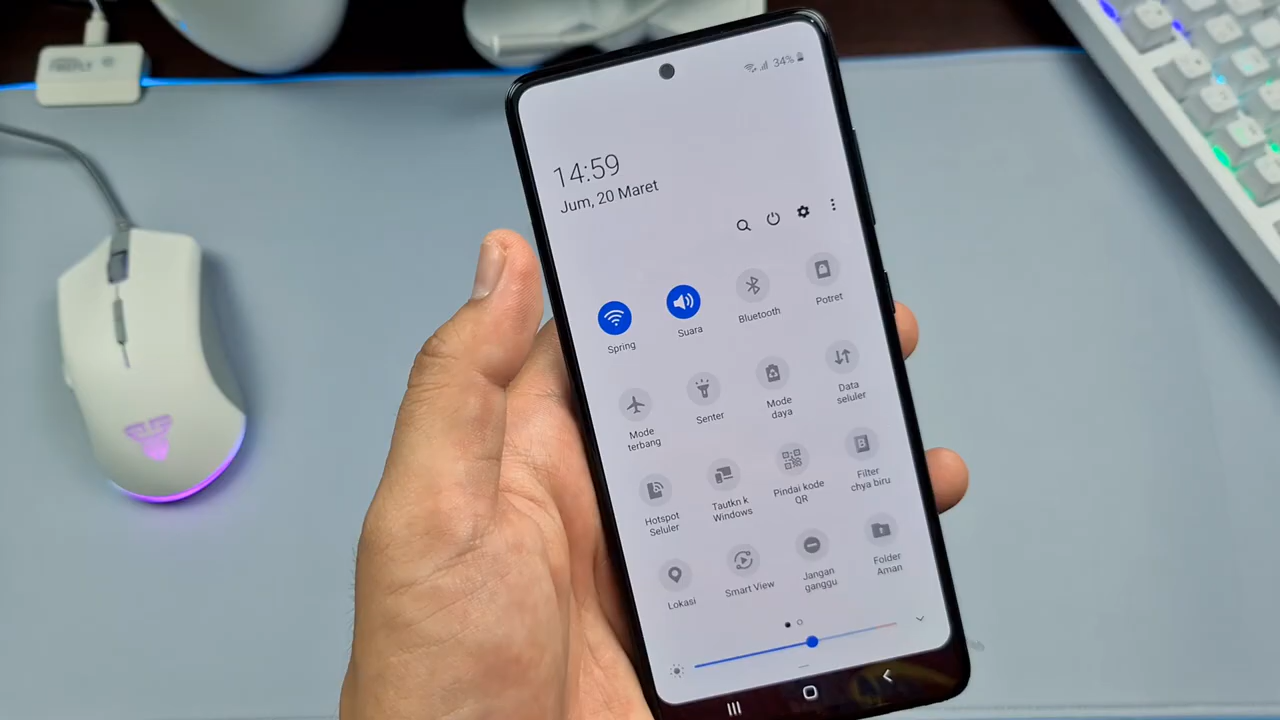 34%
14:59
Jum, 20 Maret
Spring
Suara
Bluetooth
Potret
Mode
terbang
Senter
Mode
daya
Data
seluler
Hotspot
Seluler
Tautkn k
Windows
Pindai kode
QR
Filter
chya biru
Lokasi
Smart View
Jangan
ganggu
Folder
Aman